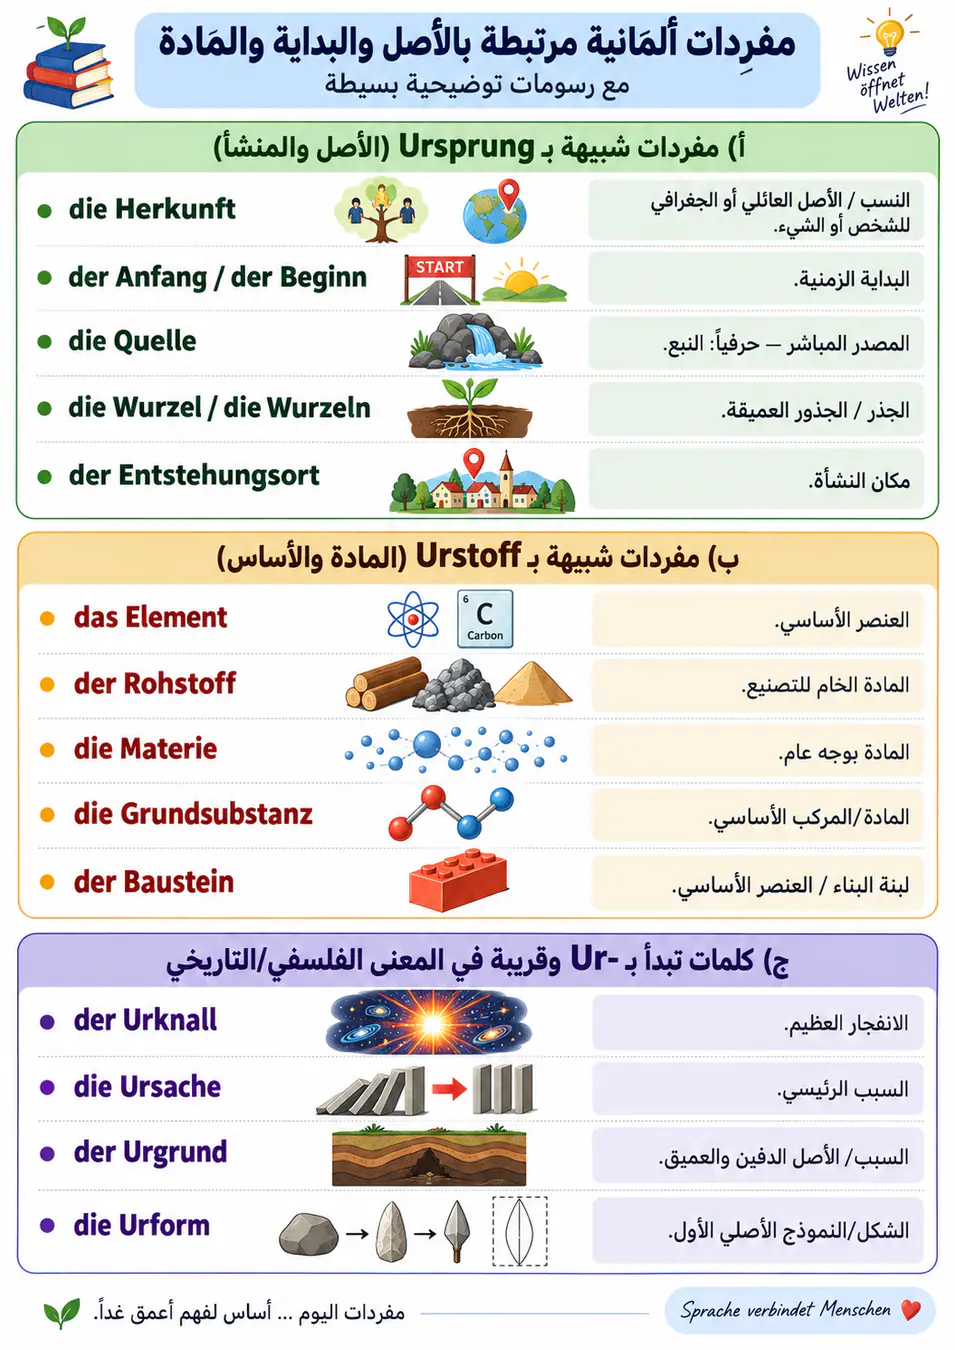 مفرِدات ألمَانية مرتبطة بالأصل والبداية والمَادة
مع رسومات توضيحية بسيطة
Wissen
öffnet
Welten!
أ) مفردات شبيهة بـ Ursprung (الأصل والمنشأ)
die Herkunft
النسب / الأصل العائلي أو الجغرافي
للشخص أو الشيء.
der Anfang / der Beginn
START
البداية الزمنية.
die Quelle
المصدر المباشر — حرفياً: النبع.
die Wurzel / die Wurzeln
الجذر / الجذور العميقة.
der Entstehungsort
مكان النشأة.
ب) مفردات شبيهة بـ Urstoff (المادة والأساس)
das Element
6
C
Carbon
العنصر الأساسي.
der Rohstoff
المادة الخام للتصنيع.
die Materie
المادة بوجه عام.
die Grundsubstanz
المادة/المركب الأساسي.
der Baustein
لبنة البناء / العنصر الأساسي.
ج) كلمات تبدأ بـ Ur- وقريبة في المعنى الفلسفي/التاريخي
der Urknall
الانفجار العظيم.
die Ursache
السبب الرئيسي.
der Urgrund
السبب/ الأصل الدفين والعميق.
die Urform
الشكل/النموذج الأصلي الأول.
مفردات اليوم ... أساس لفهم أعمق غداً.
Sprache verbindet Menschen